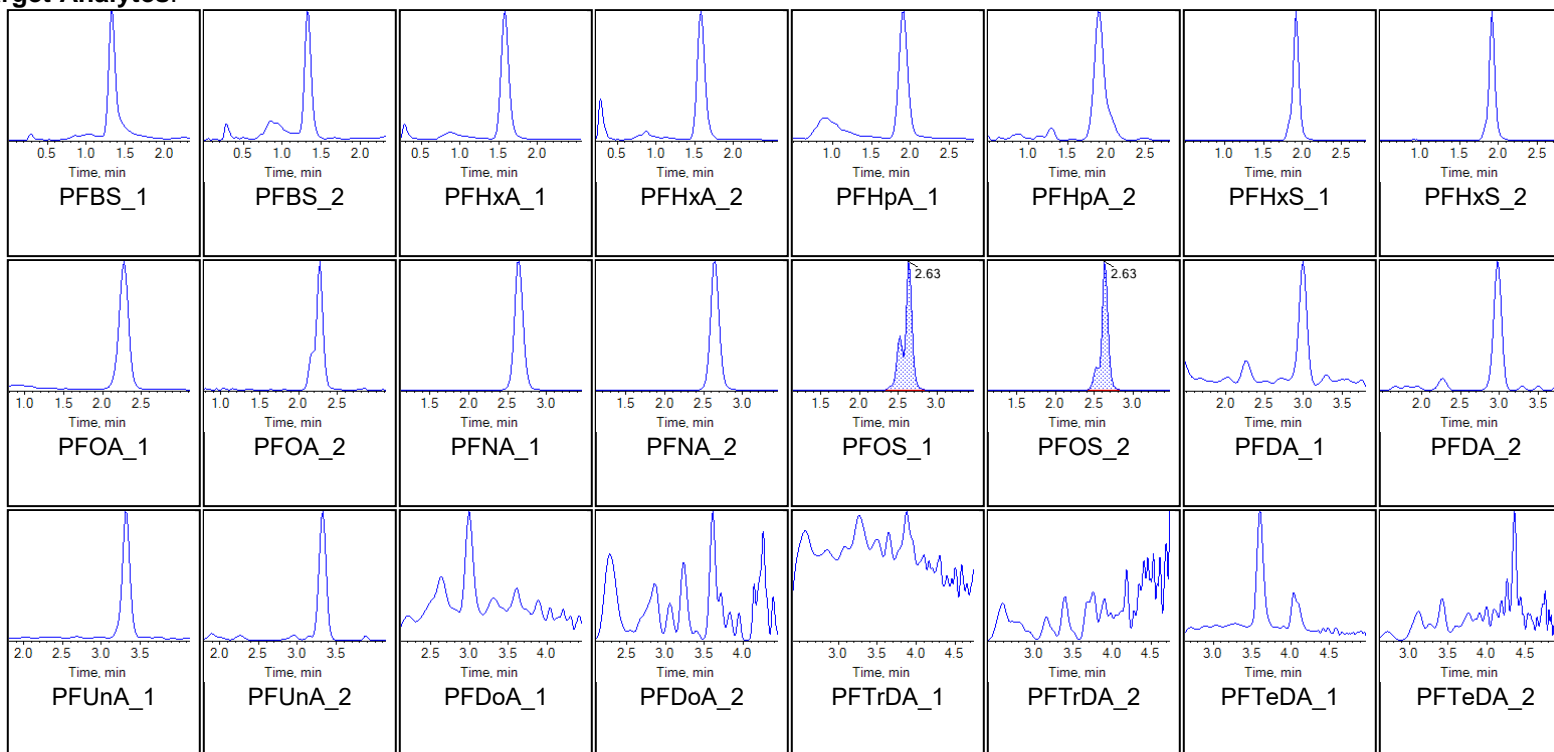 rget Analytes:
0.5 1.0 1.5 2.0 0.5 1.0 1.5 2.0 0.5 1.0 1.5 2.0 0.5 1.0 1.5 2.0 1.0 1.5 2.0 2.5 1.0 1.5 2.0 2.5 1.0 1.5 2.0 2.5 1.0 1.5 2.0 2.5
Time, min Time, min Time, min Time, min Time, min Time, min Time, min Time, min
PFBS_1 PFBS_2 PFHxA_1 PFHxA_2 PFHpA_1 PFHpA_2 PFHxS_1 PFHxS_2
2.63 2.63
1.0 1.5 2.0 2.5 1.0 1.5 2.0 2.5 1.5 2.0 2.5 3.0 1.5 2.0 2.5 3.0 1.5 2.0 2.5 3.0 1.5 2.0 2.5 3.0 2.0 2.5 3.0 3.5 2.0 2.5 3.0 3.5
Time, min Time, min Time, min Time, min Time, min Time, min Time, min Time, min
PFOA_1 PFOA_2 PFNA_1 PFNA_2 PFOS_1 PFOS_2 PFDA_1 PFDA_2
2.0 2.5 3.0 3.5 2.0 2.5 3.0 3.5 2.5 3.0 3.5 4.0 2.5 3.0 3.5 4.0 3.0 3.5 4.0 4.5 3.0 3.5 4.0 4.5 3.0 3.5 4.0 4.5 3.0 3.5 4.0 4.5
Time, min Time, min Time, min Time, min Time, min Time, min Time, min Time, min
PFUnA_1 PFUnA_2 PFDoA_1 PFDoA_2 PFTrDA_1 PFTrDA_2 PFTeDA_1 PFTeDA_2